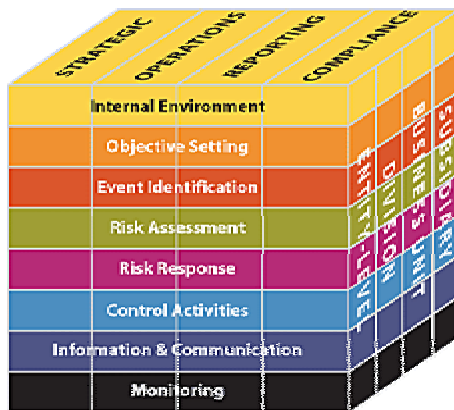 STRATEGIC
OPERATIONS
REPORTING
COMPLIANCE
Internal Environment
Objective Setting
Event Identification
Risk Assessment
Risk Response
Control Activities
Information & Communication
Monitoring
ENTITY LEVEL
DIVISION
BUSINESS UNIT
SUBSIDIARY